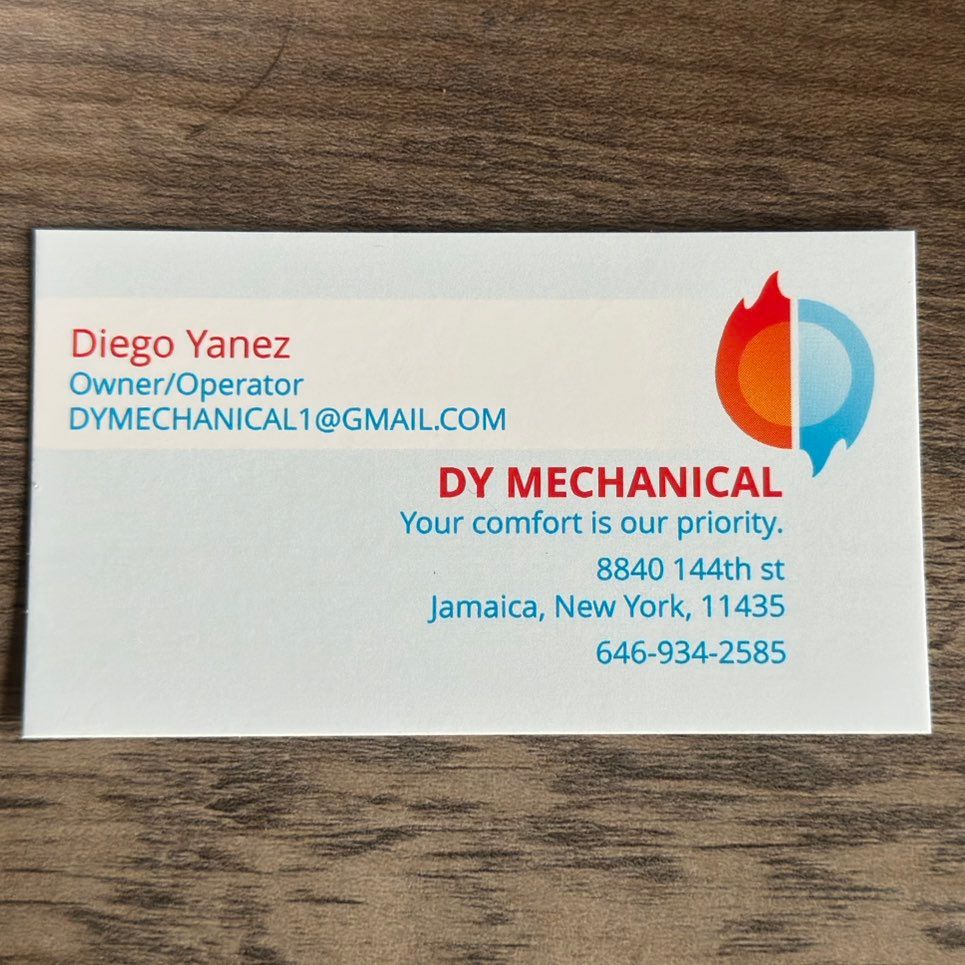 Diego Yanez
Owner/Operator
DYMECHANICAL1@GMAIL.COM
DY MECHANICAL
Your comfort is our priority.
8840 144th st
Jamaica, New York, 11435
646-934-2585